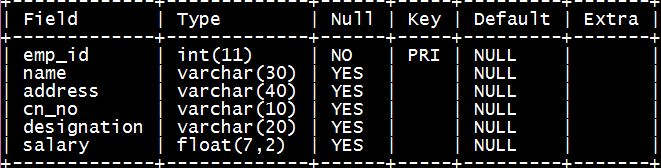 +-------------+-------------+------+-----+---------+-------+
| Field       | Type        | Null | Key | Default | Extra |
+-------------+-------------+------+-----+---------+-------+
| emp_id      | int(11)     | NO   | PRI | NULL    |       |
| name        | varchar(30) | YES  |     | NULL    |       |
| address     | varchar(40) | YES  |     | NULL    |       |
| cn_no       | varchar(10) | YES  |     | NULL    |       |
| designation | varchar(20) | YES  |     | NULL    |       |
| salary      | float(7,2)  | YES  |     | NULL    |       |
+-------------+-------------+------+-----+---------+-------+